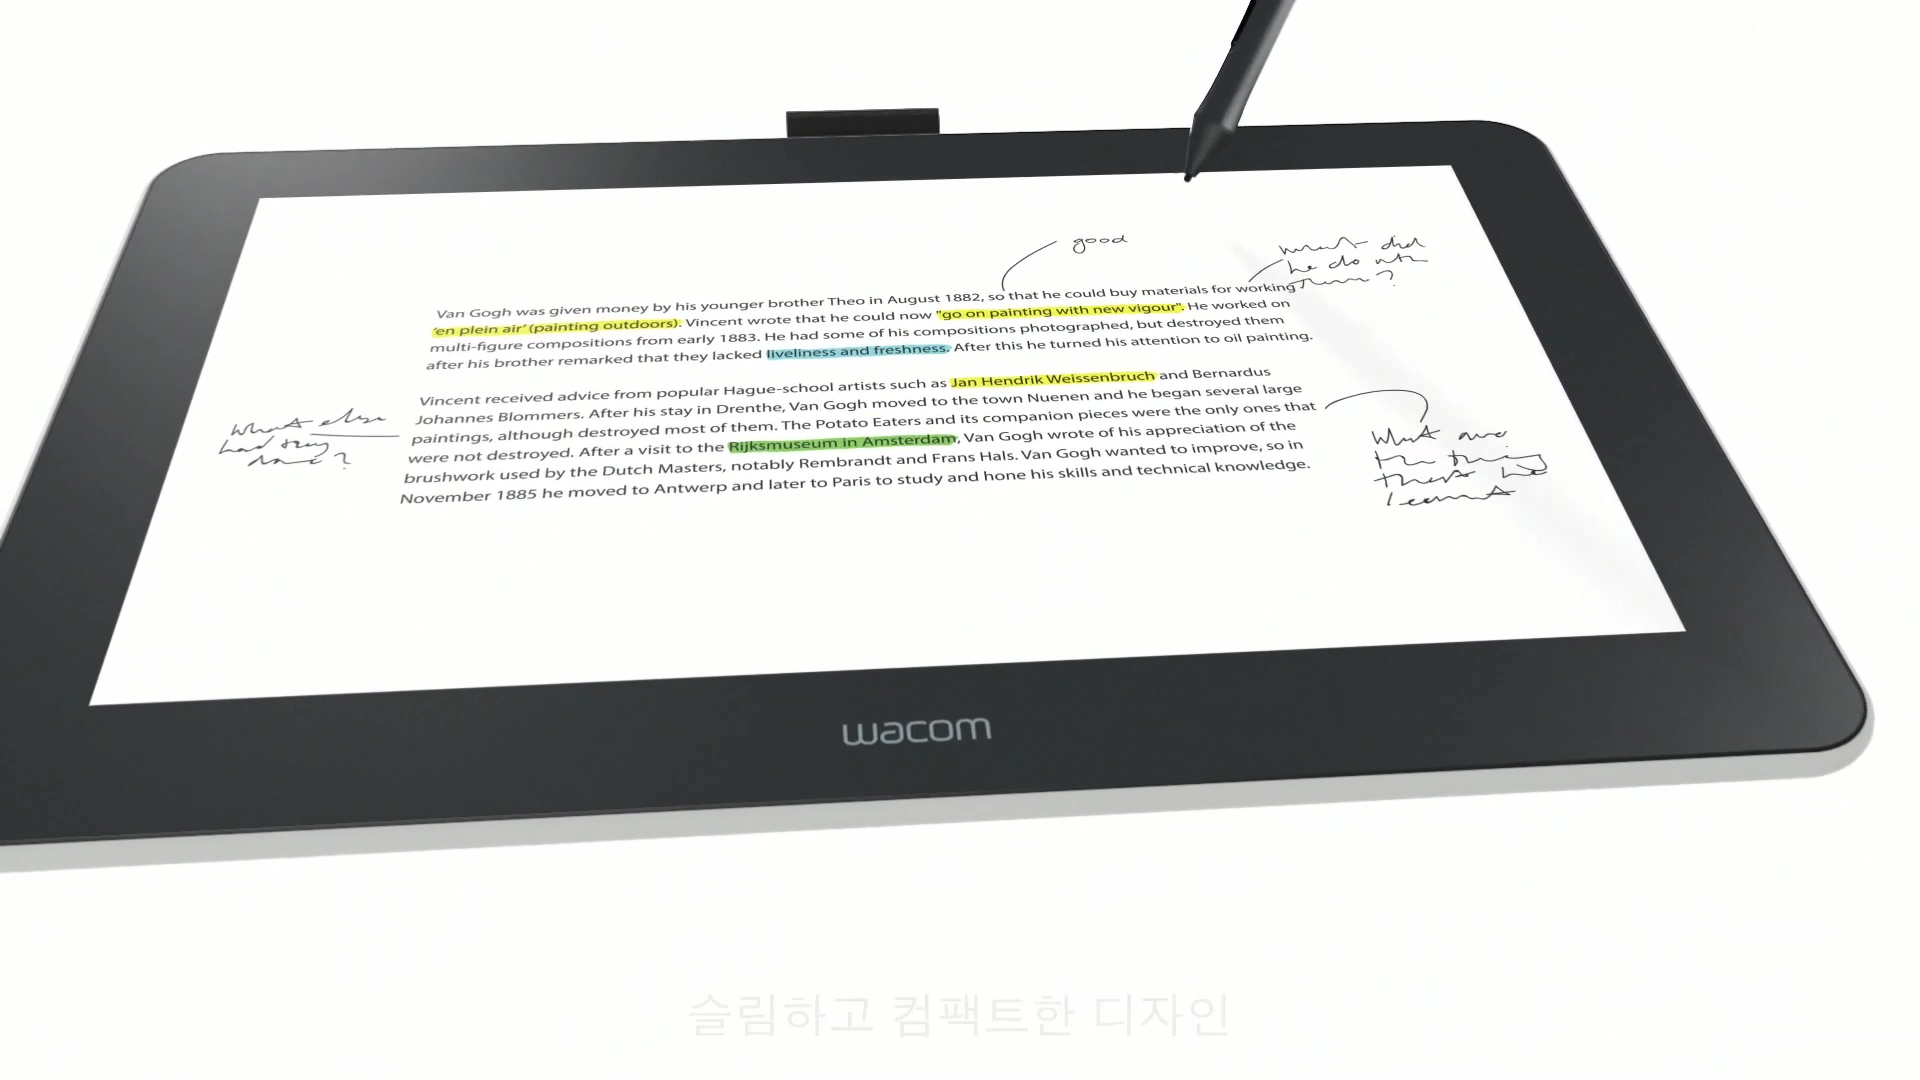 good
what did
he do with
them?
Van Gogh was given money by his younger brother Theo in August 1882, so that he could buy materials for working
'en plein air' (painting outdoors). Vincent wrote that he could now "go on painting with new vigour". He worked on
multi-figure compositions from early 1883. He had some of his compositions photographed, but destroyed them
after his brother remarked that they lacked liveliness and freshness. After this he turned his attention to oil painting.
Vincent received advice from popular Hague-school artists such as Jan Hendrik Weissenbruch and Bernardus
Johannes Blommers. After his stay in Drenthe, Van Gogh moved to the town Nuenen and he began several large
paintings, although destroyed most of them. The Potato Eaters and its companion pieces were the only ones that
were not destroyed. After a visit to the Rijksmuseum in Amsterdam, Van Gogh wrote of his appreciation of the
brushwork used by the Dutch Masters, notably Rembrandt and Frans Hals. Van Gogh wanted to improve, so in
November 1885 he moved to Antwerp and later to Paris to study and hone his skills and technical knowledge.
What else
had they
done?
What are
the things
that he
learnt
wacom
슬림하고 컴팩트한 디자인